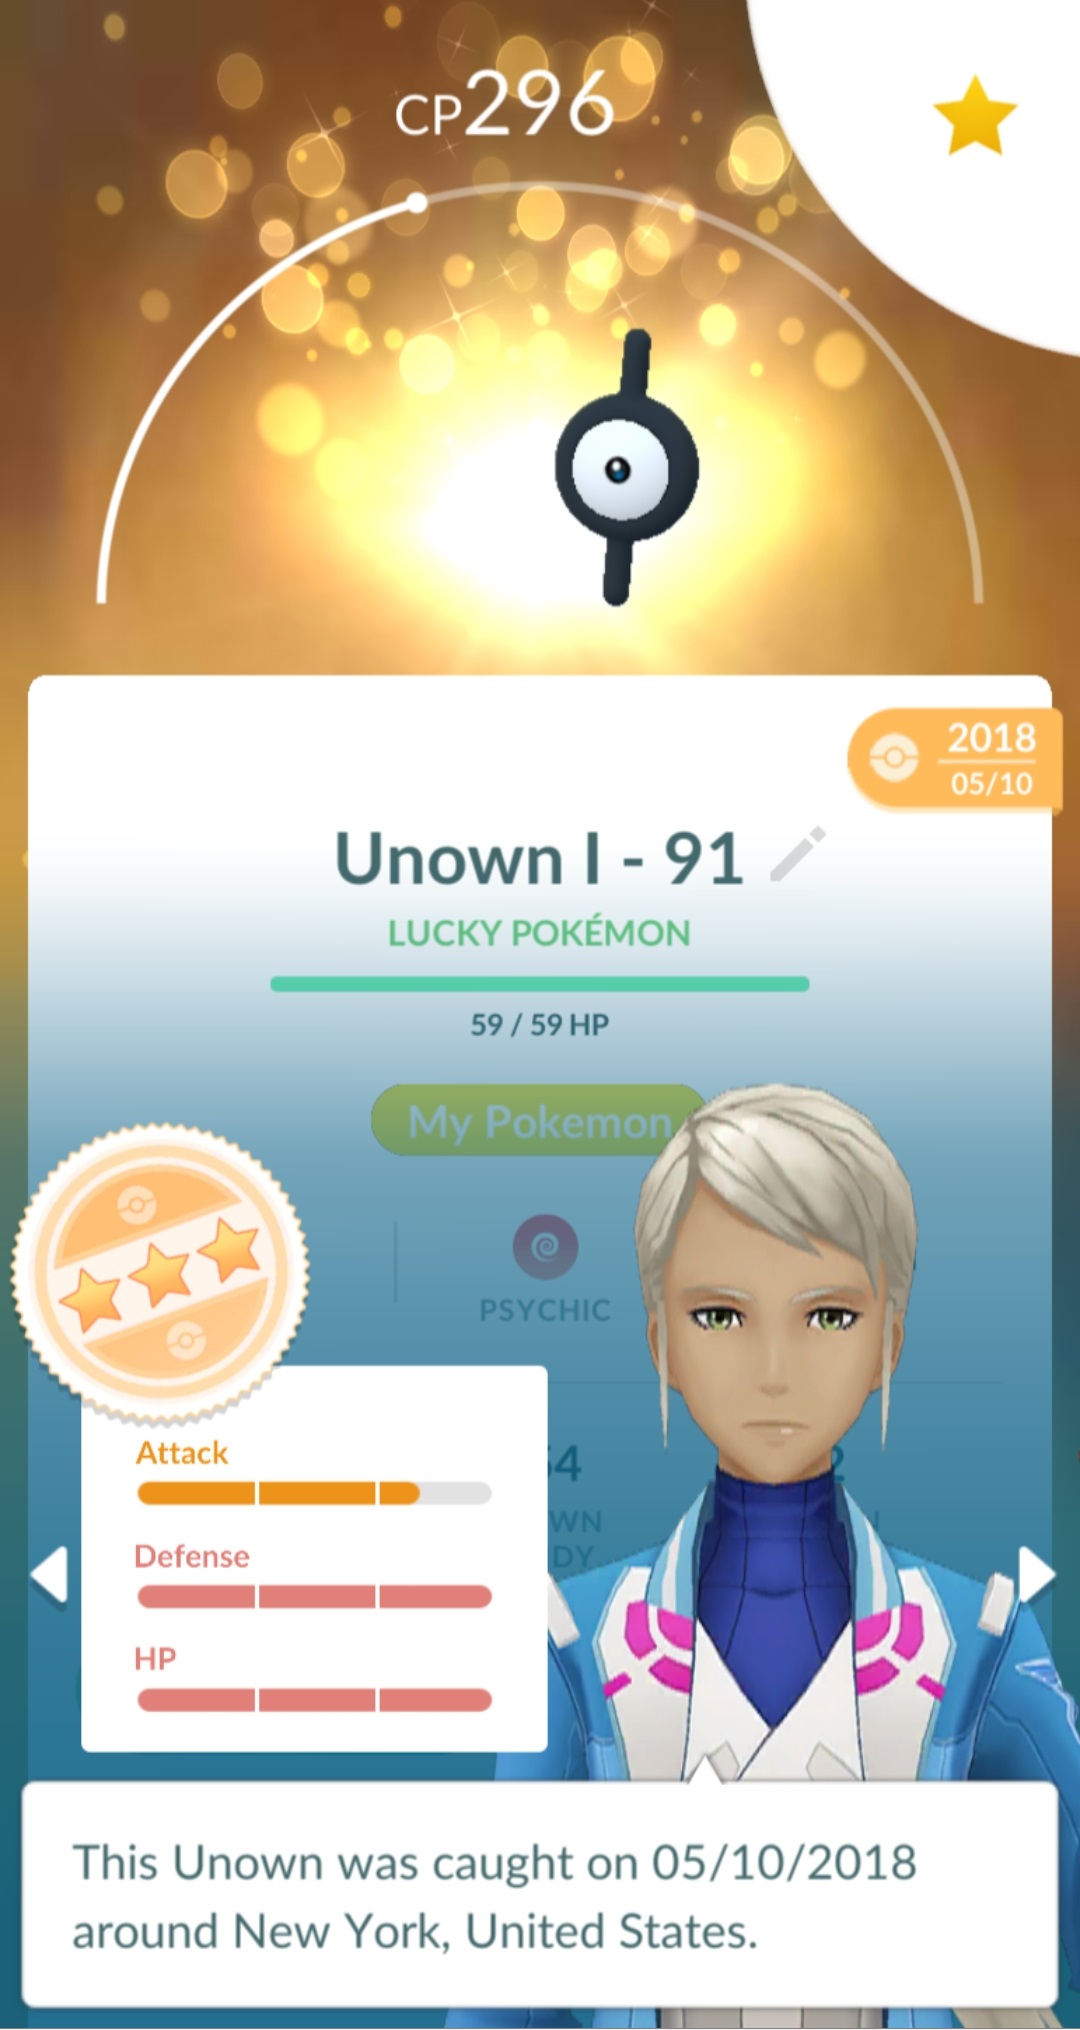 CP296
2018
05/10
Unown I - 91
LUCKY POKÉMON
59 / 59 HP
My Pokemon
PSYCHIC
Attack
Defense
HP
This Unown was caught on 05/10/2018
around New York, United States.